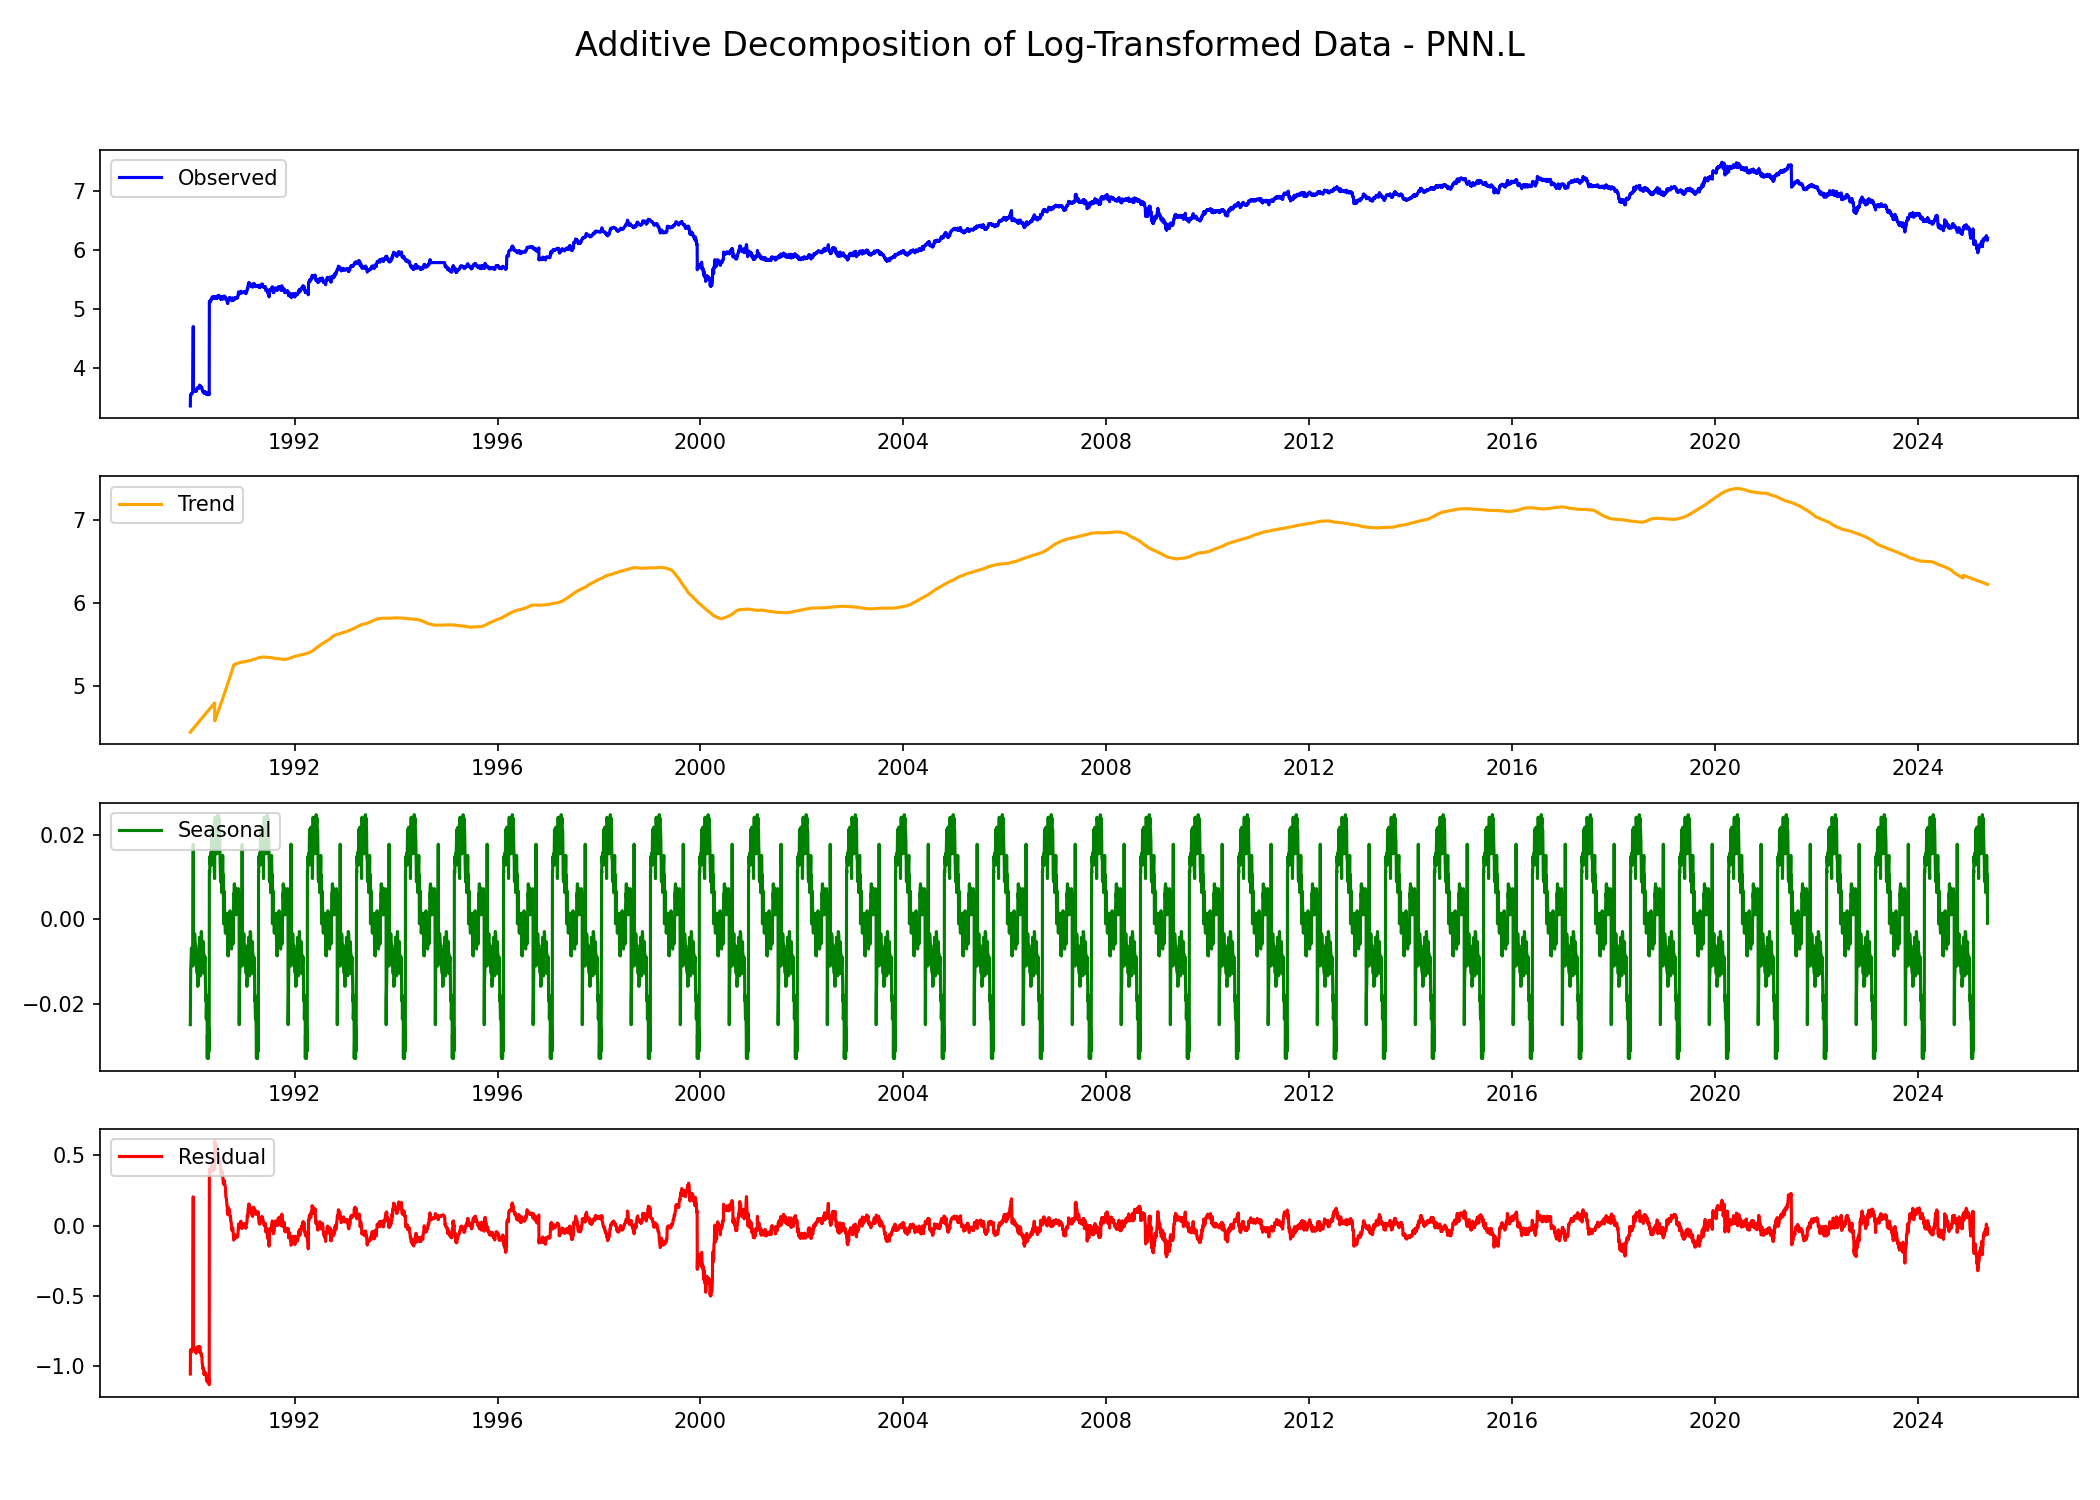 Additive Decomposition of Log-Transformed Data - PNN.L
Observed
7
6
5
4
1992 1996 2000 2004 2008 2012 2016 2020 2024
Trend
7
6
5
1992 1996 2000 2004 2008 2012 2016 2020 2024
Seasonal
0.02
0.00
−0.02
1992 1996 2000 2004 2008 2012 2016 2020 2024
Residual
0.5
0.0
−0.5
−1.0
1992 1996 2000 2004 2008 2012 2016 2020 2024